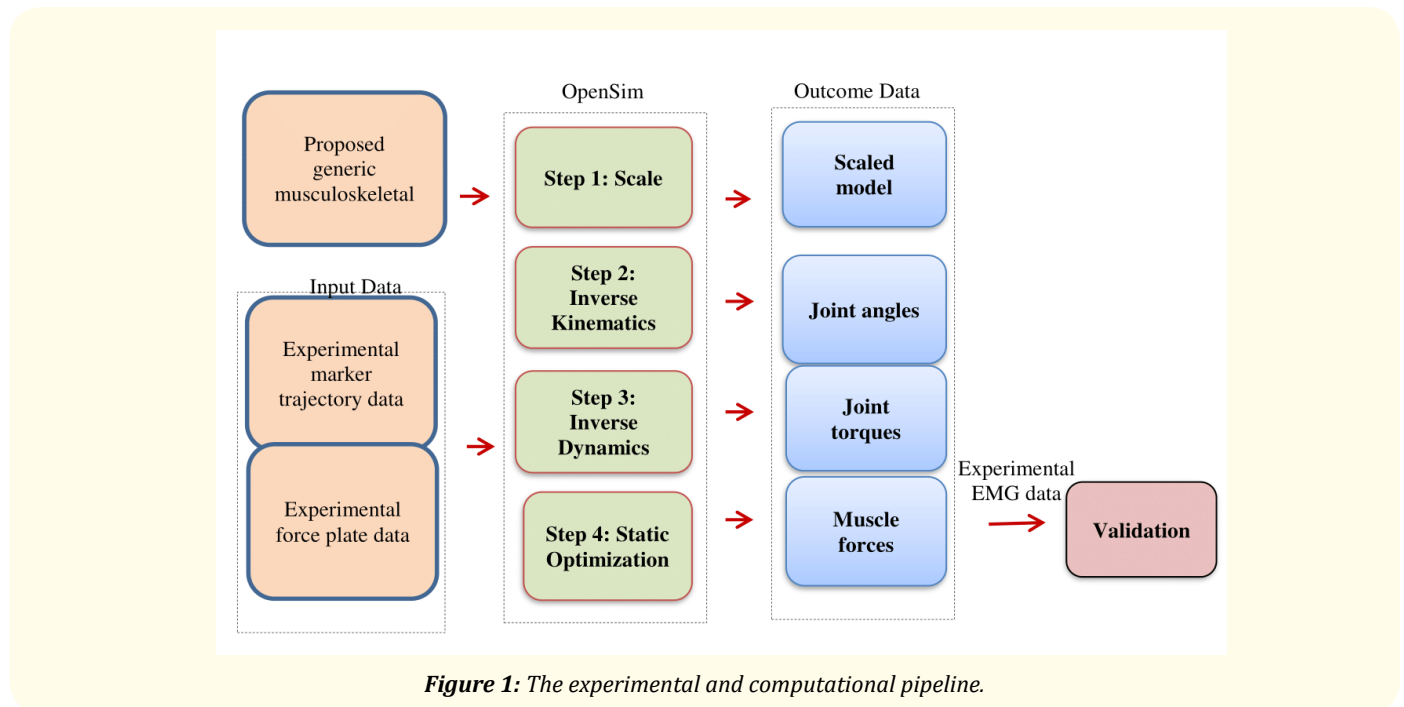 Proposed
generic
musculoskeletal
Input Data
Experimental
marker
trajectory data
Experimental
force plate data
OpenSim
Step 1: Scale
Step 2:
Inverse
Kinematics
Step 3:
Inverse
Dynamics
Step 4: Static
Optimization
Outcome Data
Scaled
model
Joint angles
Joint
torques
Muscle
forces
Experimental
EMG data
Validation
Figure 1: The experimental and computational pipeline.